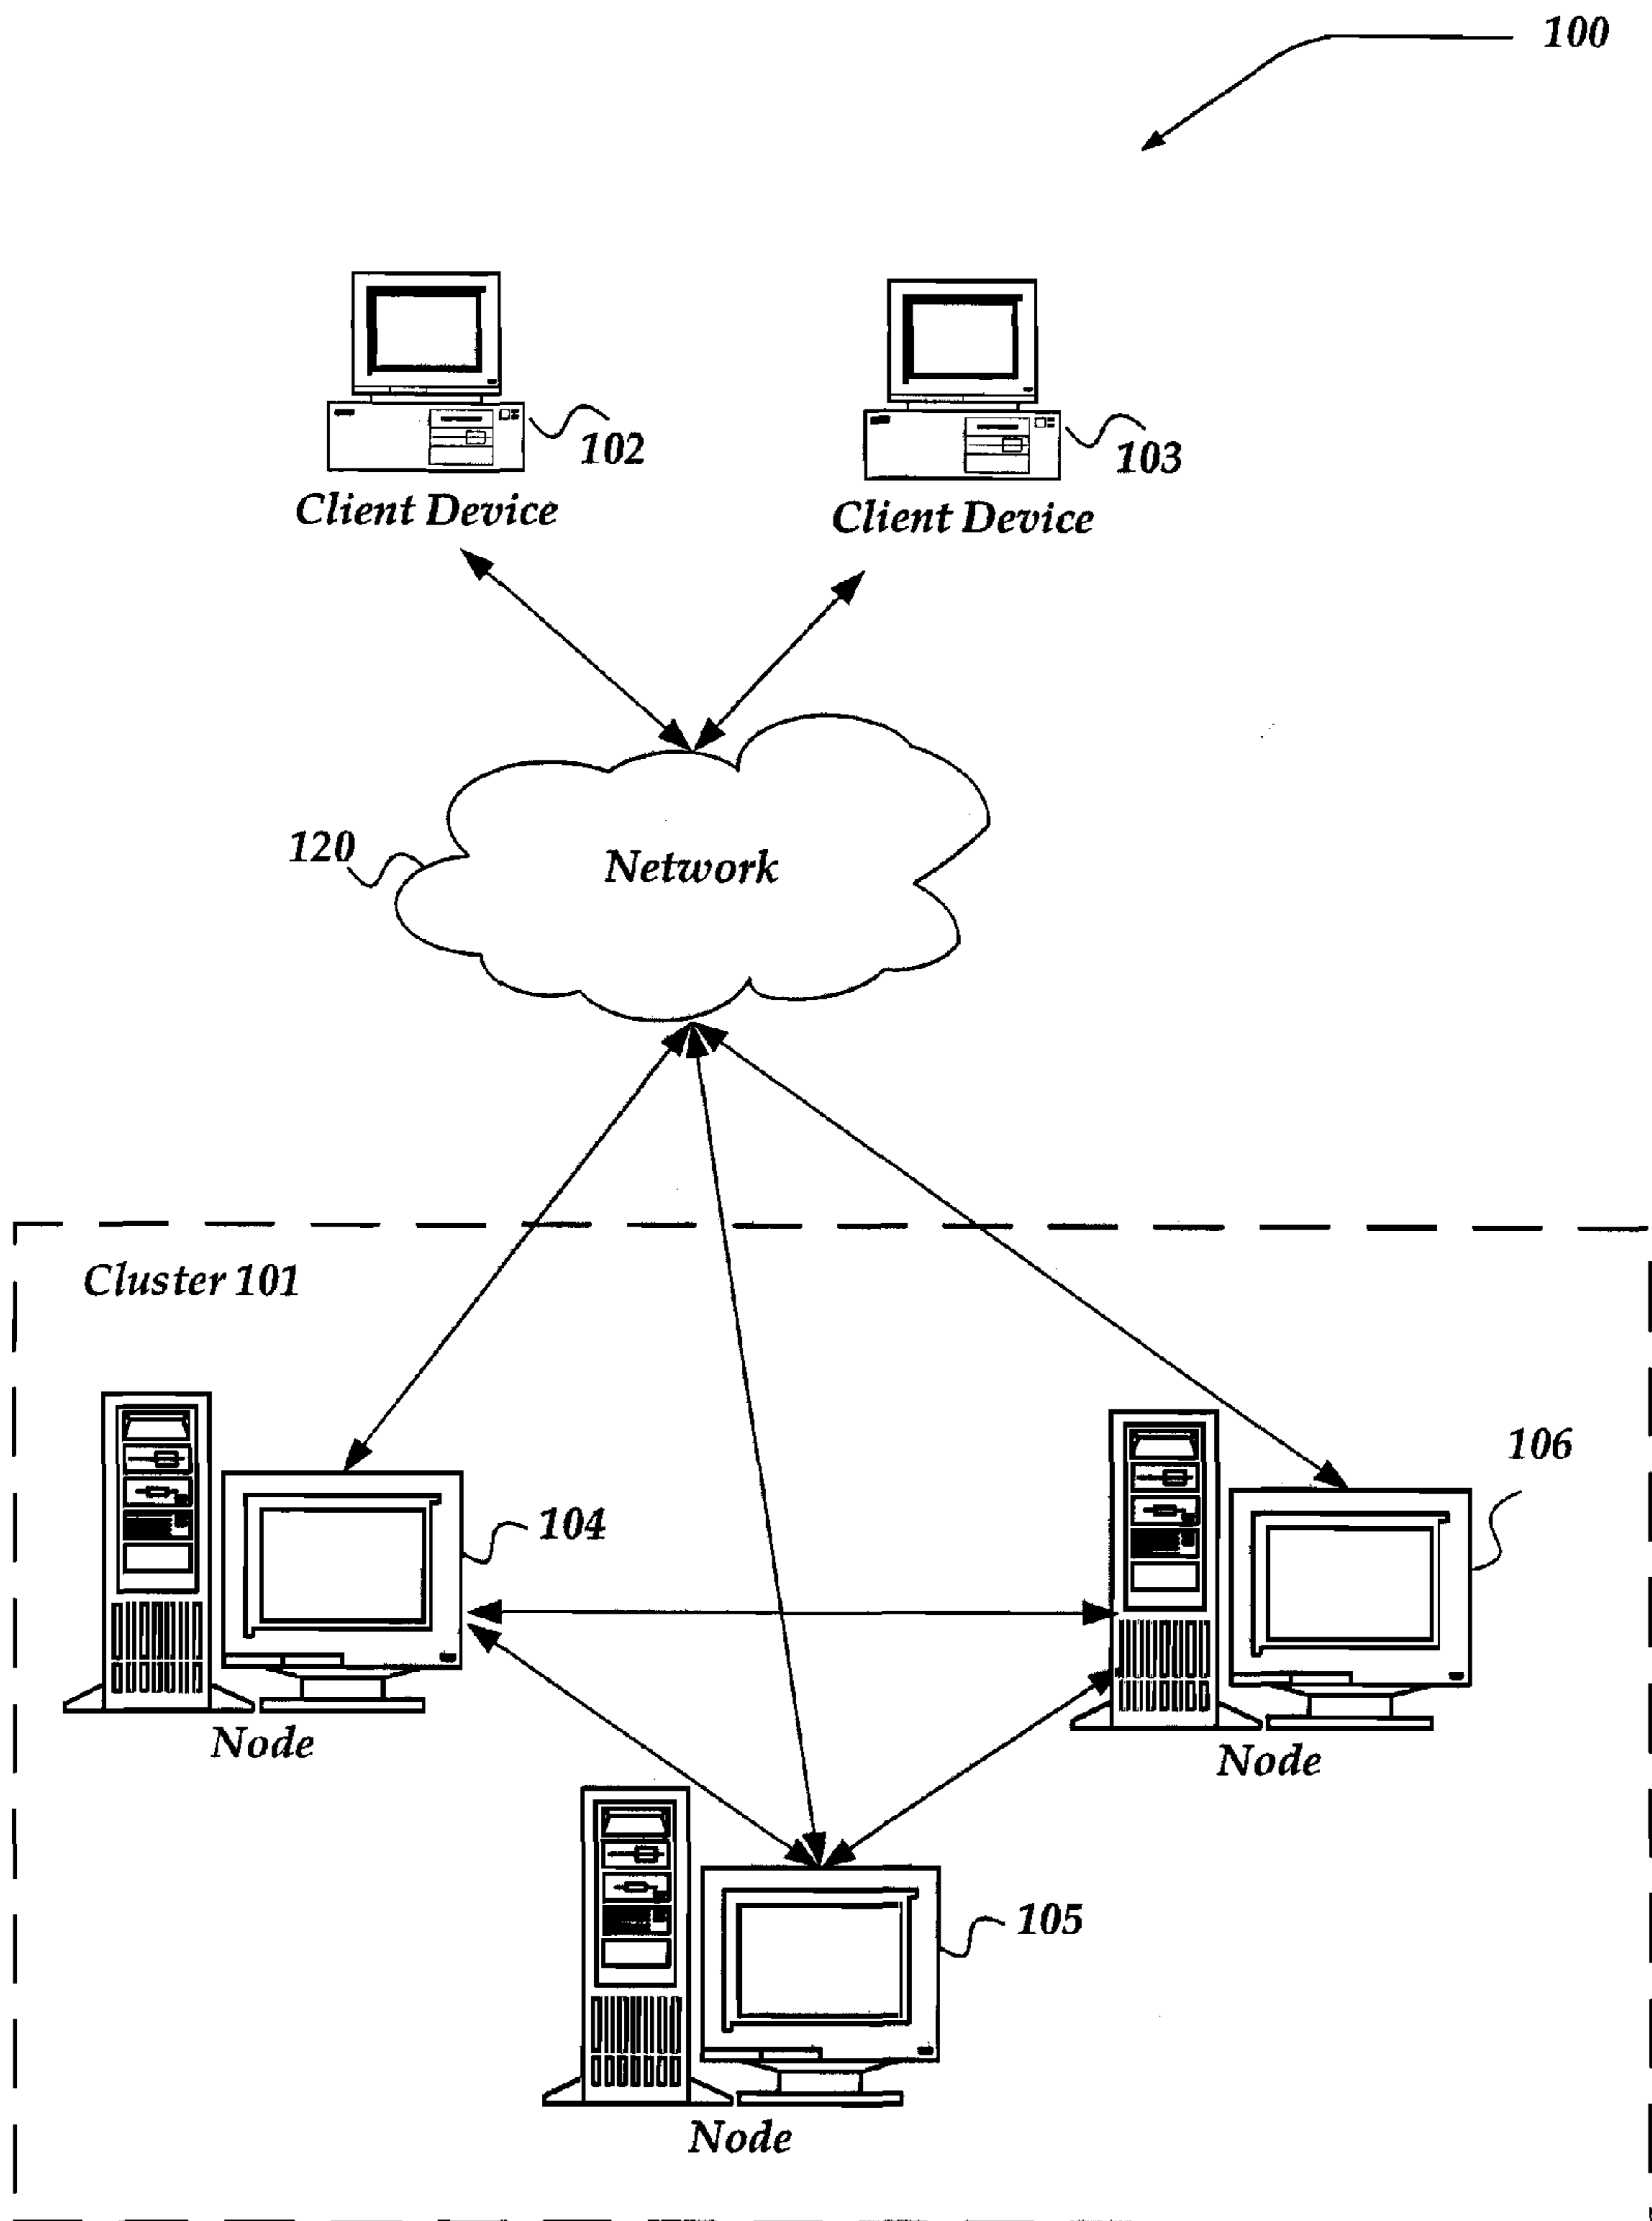 100
102
Client Device
103
Client Device
120
Network
Cluster 101
104
Node
106
Node
105
Node